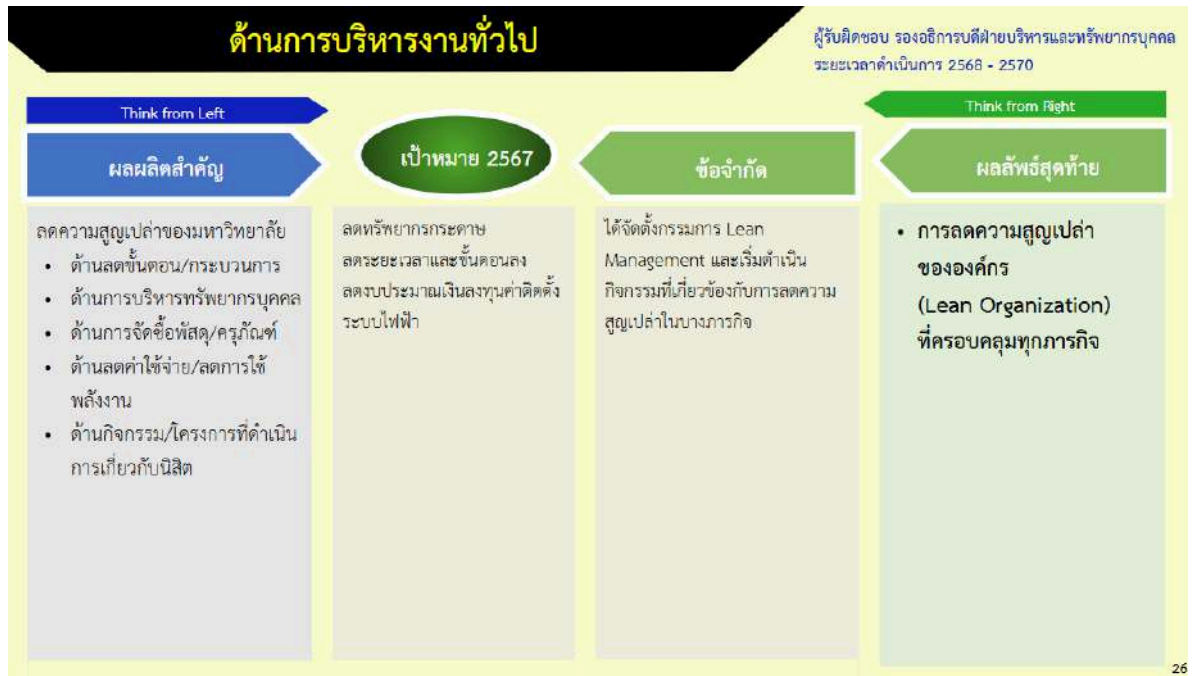 ด้านการบริหารงานทั่วไป
ผู้รับผิดชอบ รองอธิการบดีฝ่ายบริหารและทรัพยากรบุคคล
ระยะเวลาดำเนินการ 2568 - 2570
Think from Left
Think from Right
ผลผลิตสำคัญ
เป้าหมาย 2567
ข้อจำกัด
ผลลัพธ์สุดท้าย
ลดความสูญเปล่าของมหาวิทยาลัย
• ด้านลดขั้นตอน/กระบวนการ
• ด้านการบริหารทรัพยากรบุคคล
• ด้านการจัดซื้อพัสดุ/ครุภัณฑ์
• ด้านลดค่าใช้จ่าย/ลดการใช้
พลังงาน
• ด้านกิจกรรม/โครงการที่ดำเนิน
การเกี่ยวกับนิสิต
ลดทรัพยากรกระดาษ
ลดระยะเวลาและขั้นตอนลง
ลดงบประมาณเงินลงทุนค่าติดตั้ง
ระบบไฟฟ้า
ได้จัดตั้งกรรมการ Lean
Management และเริ่มดำเนิน
กิจกรรมที่เกี่ยวข้องกับการลดความ
สูญเปล่าในบางภารกิจ
• การลดความสูญเปล่า
ขององค์กร
(Lean Organization)
ที่ครอบคลุมทุกภารกิจ
26